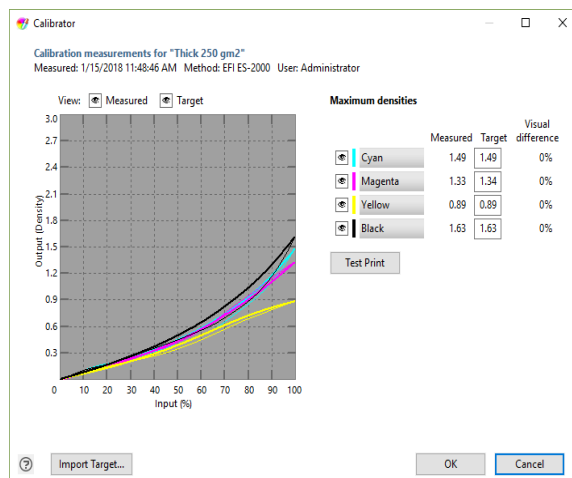 Calibrator
Calibration measurements for "Thick 250 gm2"
Measured: 1/15/2018 11:48:46 AM Method: EFI ES-2000 User: Administrator
View: Measured Target
Maximum densities
Visual
Measured Target difference
Cyan 1.49 1.49 0%
Magenta 1.33 1.34 0%
Yellow 0.89 0.89 0%
Black 1.63 1.63 0%
Test Print
Output (Density)
3.0
2.7
2.4
2.1
1.8
1.5
1.2
0.9
0.6
0.3
0 10 20 30 40 50 60 70 80 90 100
Input (%)
? Import Target... OK Cancel